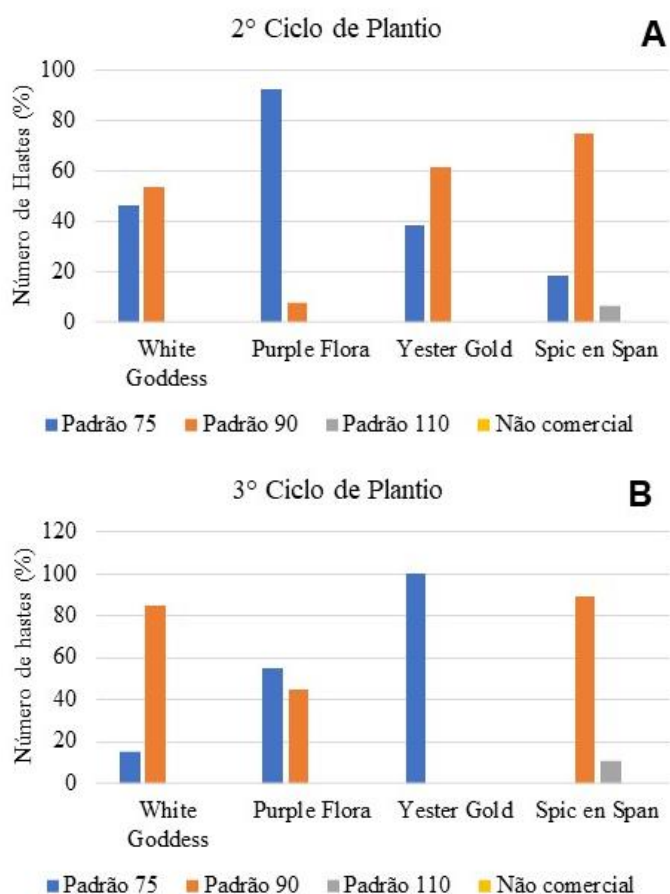 2° Ciclo de Plantio
A
Número de Hastes (%)
100
80
60
40
20
0
White Goddess
Purple Flora
Yester Gold
Spic en Span
Padrão 75
Padrão 90
Padrão 110
Não comercial
3° Ciclo de Plantio
B
Número de hastes (%)
120
100
80
60
40
20
0
White Goddess
Purple Flora
Yester Gold
Spic en Span
Padrão 75
Padrão 90
Padrão 110
Não comercial